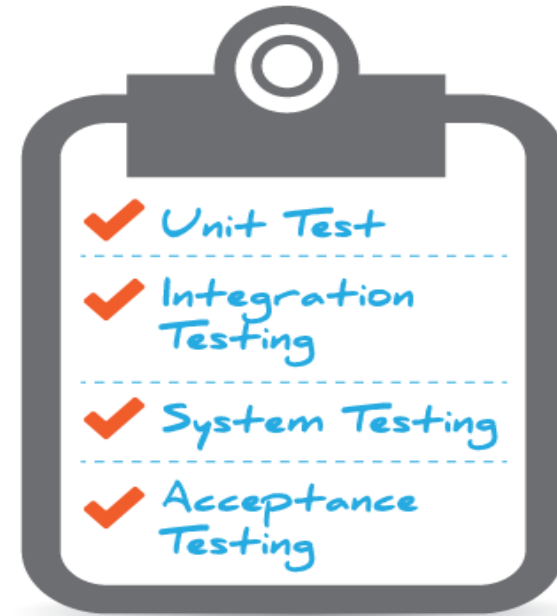 Unit Test
Integration
Testing
System Testing
Acceptance
Testing